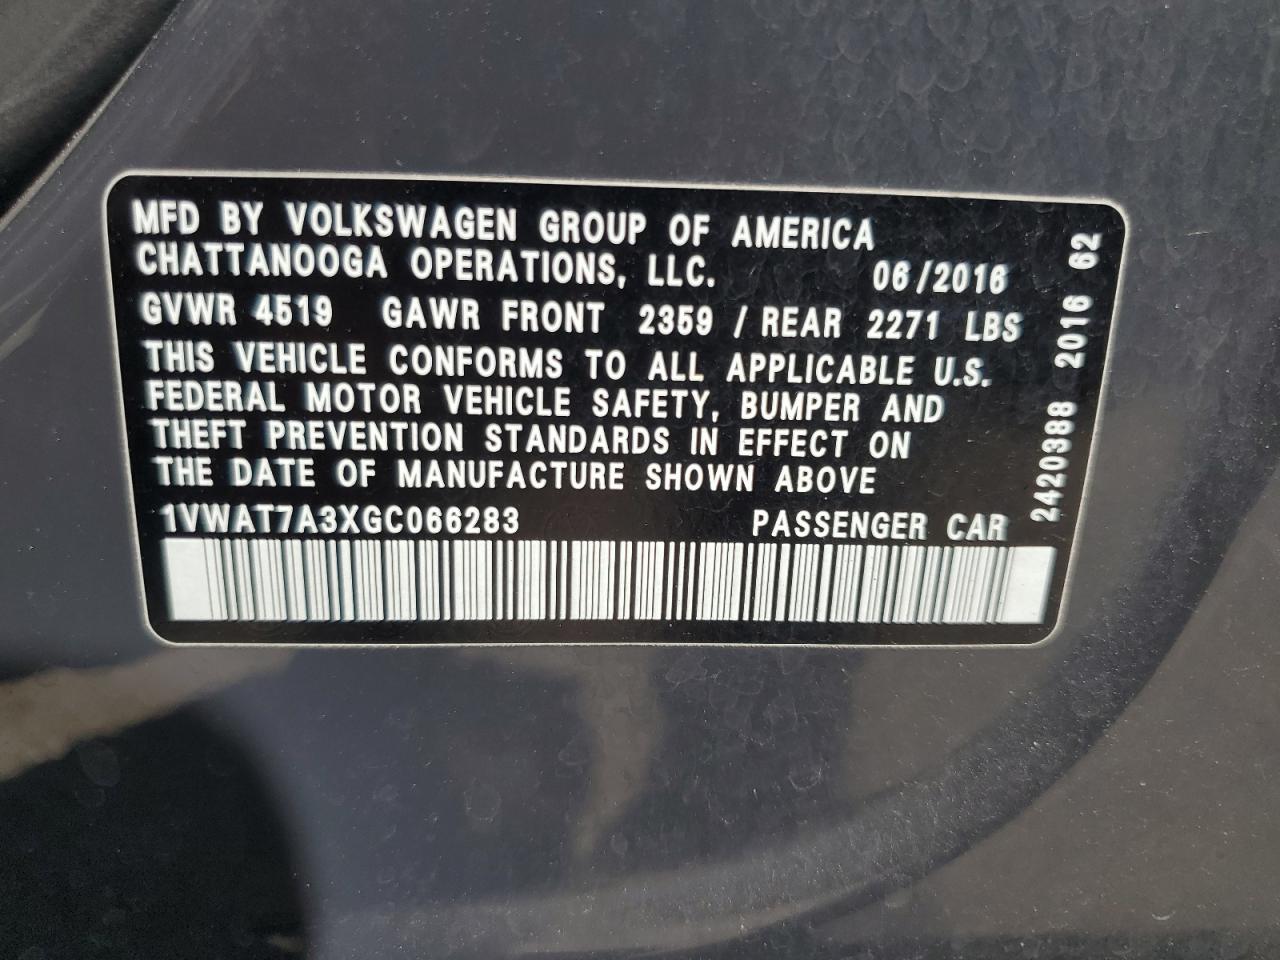 MFD BY VOLKSWAGEN GROUP OF AMERICA
CHATTANOOGA OPERATIONS, LLC. 06/2016
GVWR 4519 GAWR FRONT 2359 / REAR 2271 LBS
THIS VEHICLE CONFORMS TO ALL APPLICABLE U.S.
FEDERAL MOTOR VEHICLE SAFETY, BUMPER AND
THEFT PREVENTION STANDARDS IN EFFECT ON
THE DATE OF MANUFACTURE SHOWN ABOVE
1VWAT7A3XGC066283 PASSENGER CAR
2420388 2016 62